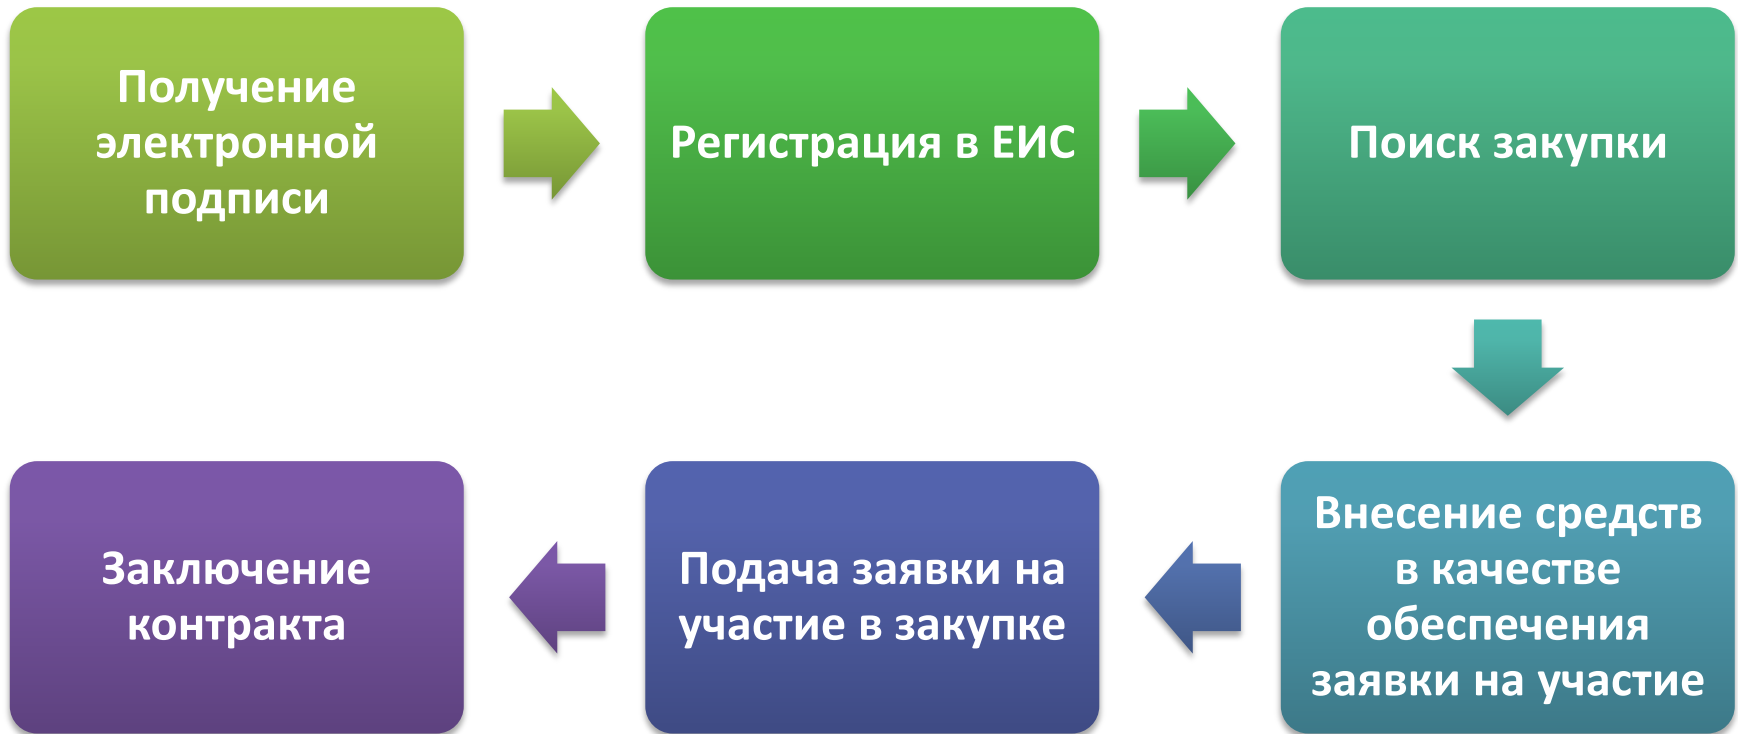 Получение
электронной
подписи
Регистрация в ЕИС
Поиск закупки
Внесение средств
в качестве
обеспечения
заявки на участие
Подача заявки на
участие в закупке
Заключение
контракта